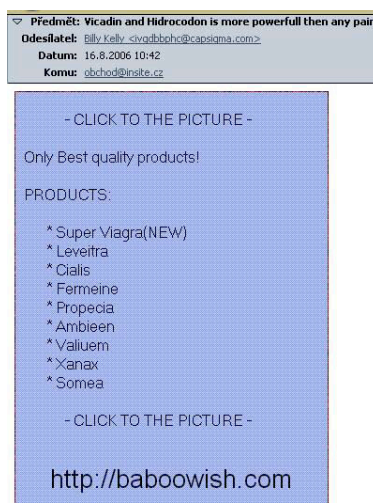 Předmět: Vicadin and Hidrocodon is more powerfull then any pain
Odesílatel: Billy Kelly <ivqdbbphc@capsigma.com>
Datum: 16.8.2006 10:42
Komu: obchod@insite.cz
- CLICK TO THE PICTURE -
Only Best quality products!
PRODUCTS:
* Super Viagra(NEW)
* Leveitra
* Cialis
* Fermeine
* Propecia
* Ambieen
* Valiuem
* Xanax
* Somea
- CLICK TO THE PICTURE -
http://baboowish.com